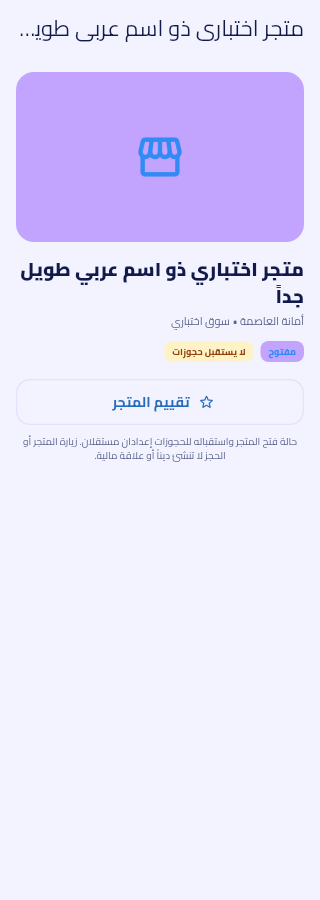 متجر اختباري ذو اسم عربي طويـ...
متجر اختباري ذو اسم عربي طويل
جداً
أمانة العاصمة • سوق اختباري
مفتوح
لا يستقبل حجوزات
تقييم المتجر
حالة فتح المتجر واستقباله للحجوزات إعدادان مستقلان. زيارة المتجر أو
الحجز لا تنشئ ديناً أو علاقة مالية.